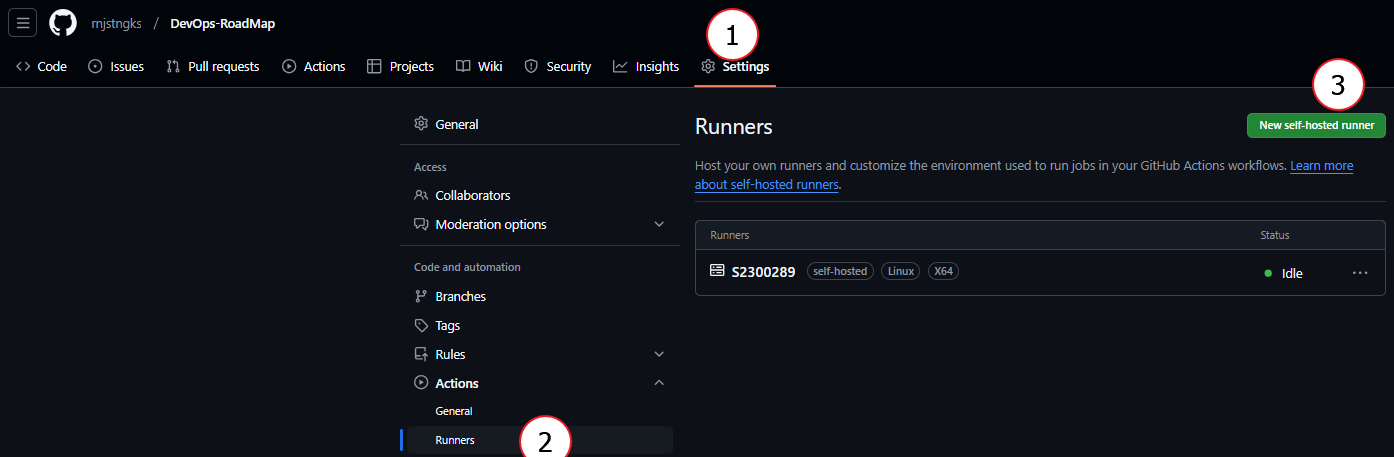 rnjstngks / DevOps-RoadMap
1
Code Issues Pull requests Actions Projects Wiki Security Insights Settings
3
General
Runners
New self-hosted runner
Access
Host your own runners and customize the environment used to run jobs in your GitHub Actions workflows. Learn more
about self-hosted runners.
Collaborators
Moderation options
Runners Status
Code and automation
S2300289 self-hosted Linux X64 Idle
Branches
Tags
Rules
Actions
General
Runners
2